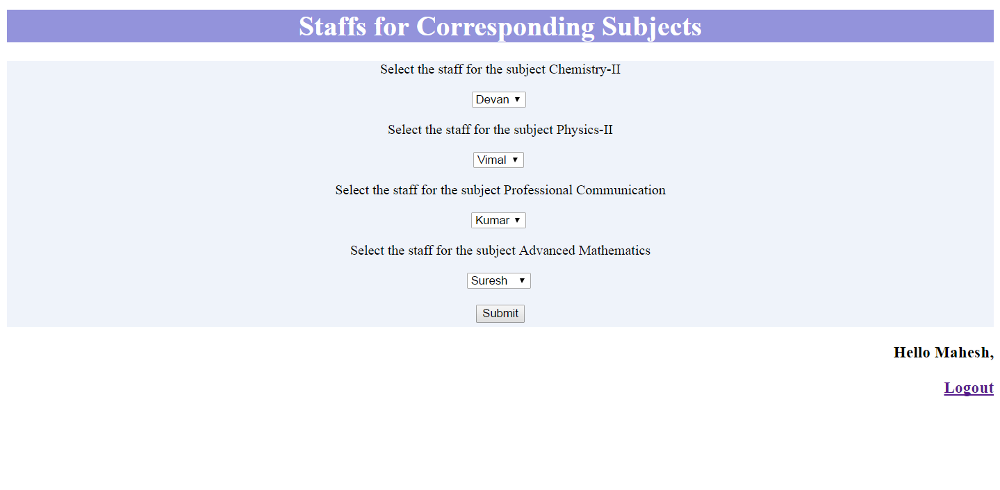 Staffs for Corresponding Subjects
Select the staff for the subject Chemistry-II
Devan
Select the staff for the subject Physics-II
Vimal
Select the staff for the subject Professional Communication
Kumar
Select the staff for the subject Advanced Mathematics
Suresh
Submit
Hello Mahesh,
Logout